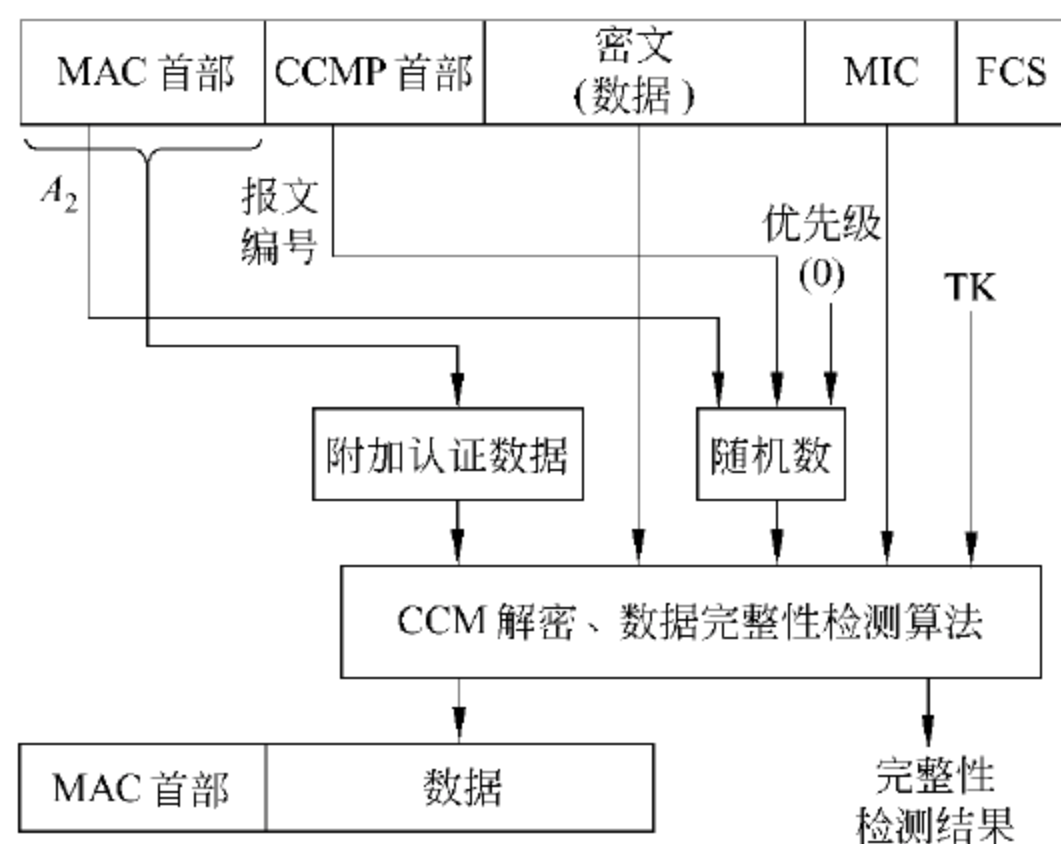 MAC 首部
CCMP 首部
密文
(数据)
MIC
FCS
A₂
报文
编号
优先级
(0)
TK
附加认证数据
随机数
CCM 解密、数据完整性检测算法
MAC 首部
数据
完整性
检测结果